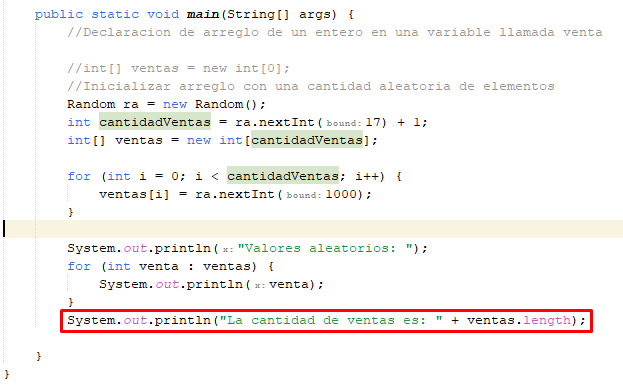 public static void main(String[] args) {
//Declaracion de arreglo de un entero en una variable llamada venta
//int[] ventas = new int[0];
//Inicializar arreglo con una cantidad aleatoria de elementos
Random ra = new Random();
int cantidadVentas = ra.nextInt( bound: 17) + 1;
int[] ventas = new int[cantidadVentas];
for (int i = 0; i < cantidadVentas; i++) {
ventas[i] = ra.nextInt( bound: 1000);
}
System.out.println( x: "Valores aleatorios: ");
for (int venta : ventas) {
System.out.println( x: venta);
}
System.out.println("La cantidad de ventas es: " + ventas.length);
}
}